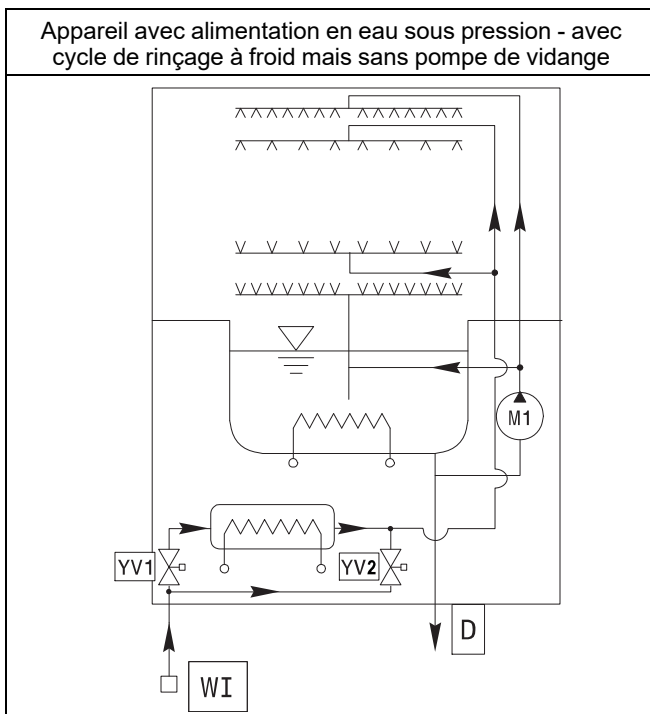 Appareil avec alimentation en eau sous pression - avec
cycle de rinçage à froid mais sans pompe de vidange
M1
YV1
YV2
D
WI